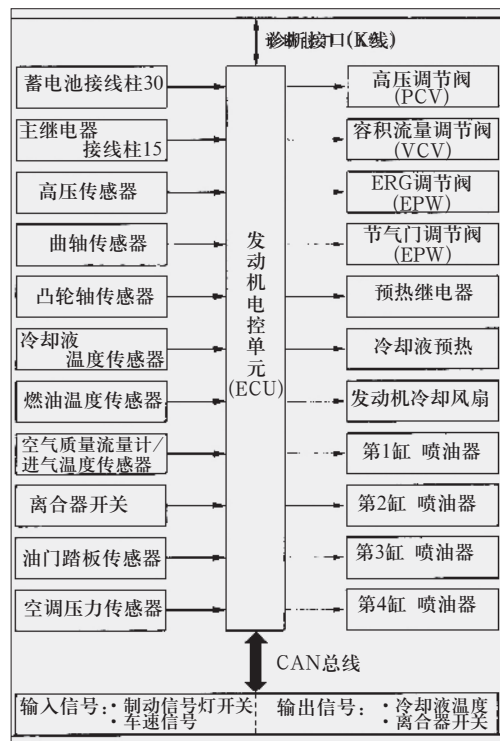 诊断接口(K线)
蓄电池接线柱30
主继电器
接线柱15
高压传感器
曲轴传感器
凸轮轴传感器
冷却液
温度传感器
燃油温度传感器
空气质量流量计/
进气温度传感器
离合器开关
油门踏板传感器
空调压力传感器
发动机电控单元
(ECU)
高压调节阀
(PCV)
容积流量调节阀
(VCV)
ERG调节阀
(EPW)
节气门调节阀
(EPW)
预热继电器
冷却液预热
发动机冷却风扇
第1缸 喷油器
第2缸 喷油器
第3缸 喷油器
第4缸 喷油器
CAN总线
输入信号:·制动信号灯开关
·车速信号
输出信号:·冷却液温度
·离合器开关